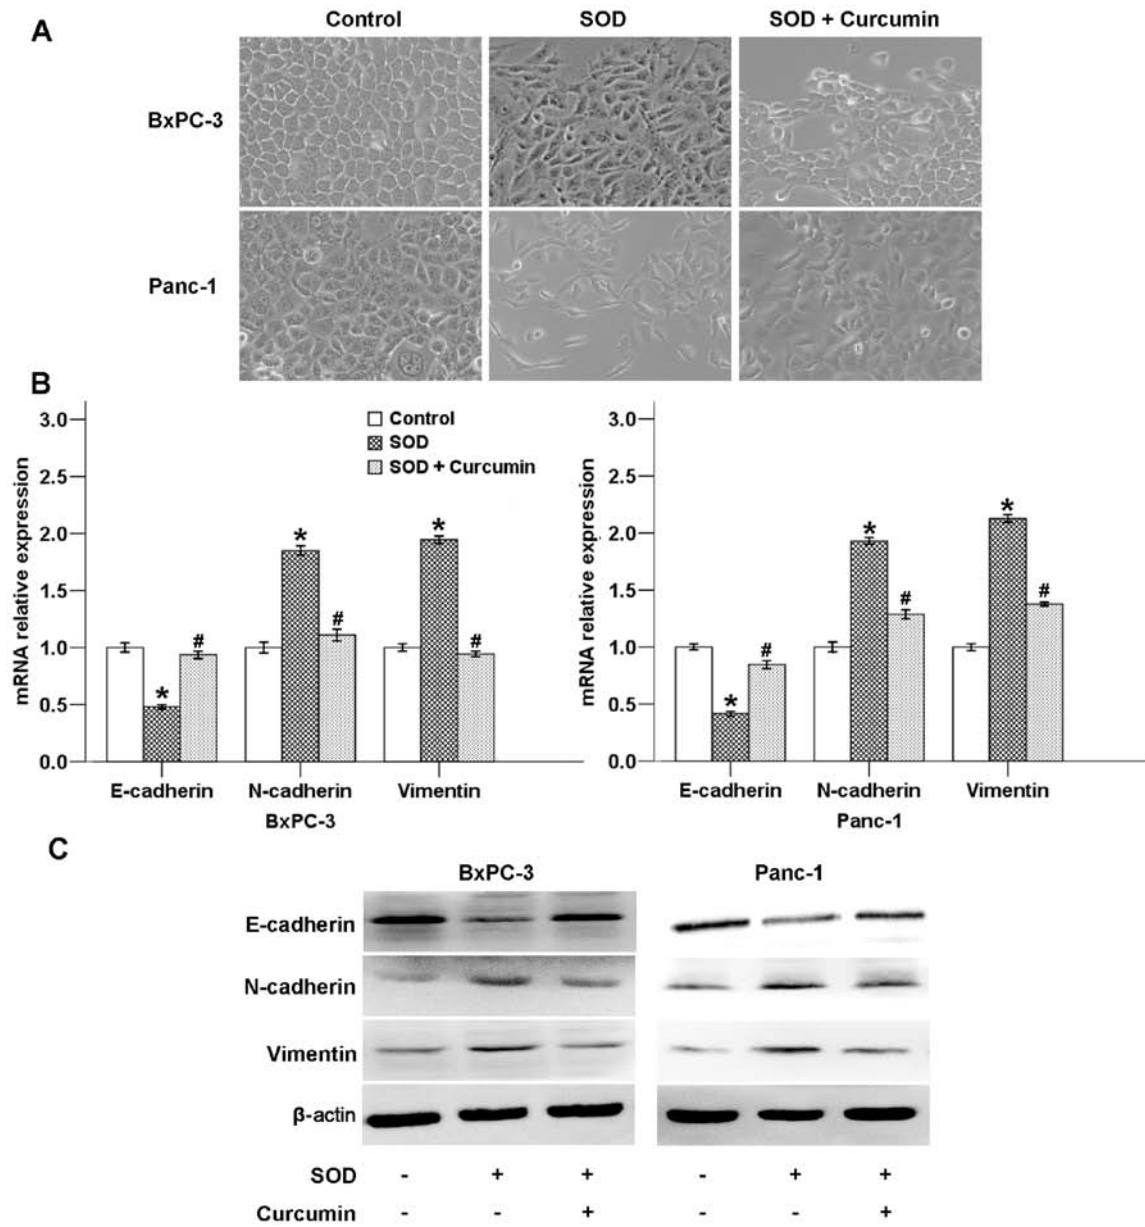 A
Control SOD SOD + Curcumin
BxPC-3
Panc-1
B
mRNA relative expression
3.0
2.5
2.0
1.5
1.0
0.5
0.0
Control
SOD
SOD + Curcumin
*
#
*
#
*
#
E-cadherin N-cadherin Vimentin
BxPC-3
mRNA relative expression
3.0
2.5
2.0
1.5
1.0
0.5
0.0
*
#
*
#
*
#
E-cadherin N-cadherin Vimentin
Panc-1
C
BxPC-3 Panc-1
E-cadherin
N-cadherin
Vimentin
β-actin
SOD - + + - + +
Curcumin - - + - - +